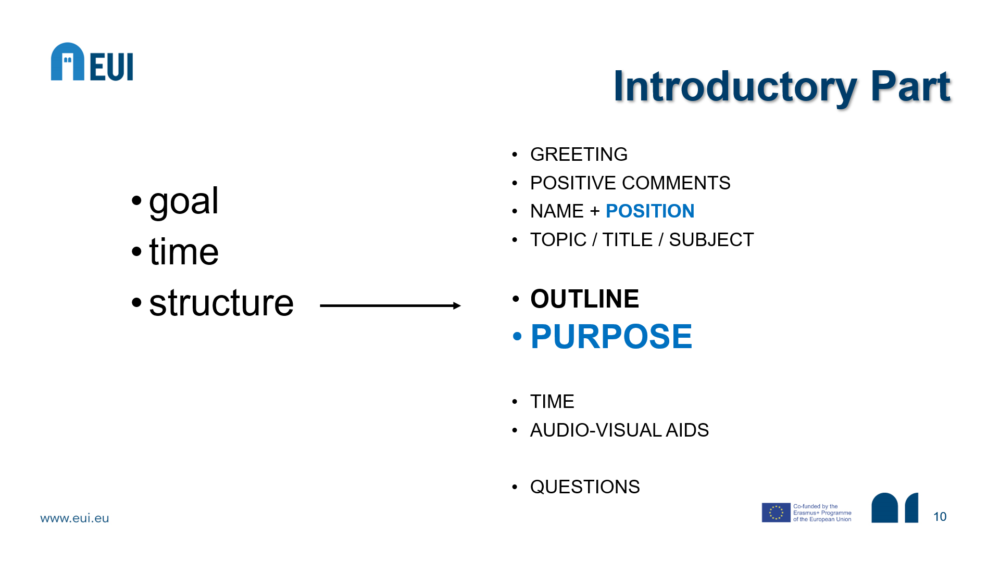 EUI
Introductory Part
• goal
• time
• structure
• GREETING
• POSITIVE COMMENTS
• NAME + POSITION
• TOPIC / TITLE / SUBJECT
• OUTLINE
• PURPOSE
• TIME
• AUDIO-VISUAL AIDS
• QUESTIONS
www.eui.eu
Co-funded by the
Erasmus+ Programme
of the European Union
10